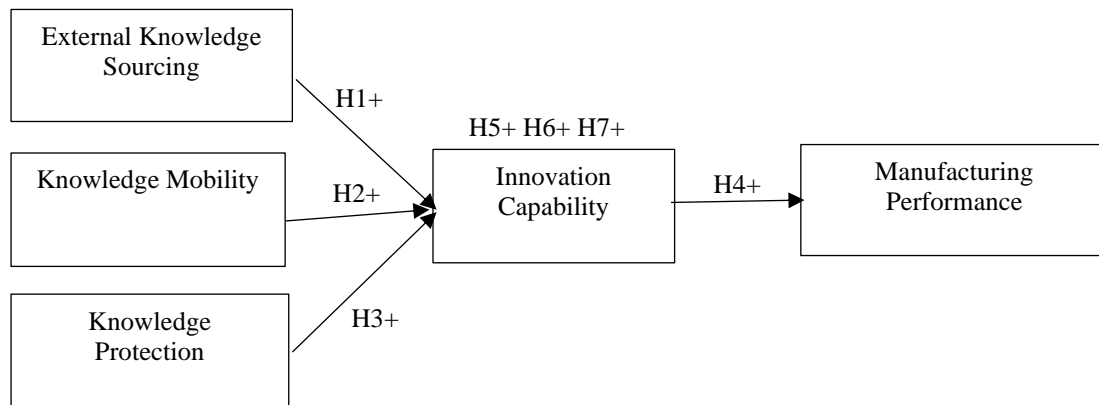 External Knowledge
Sourcing
H1+
H5+ H6+ H7+
Knowledge Mobility
H2+
Innovation
Capability
H4+
Manufacturing
Performance
Knowledge
Protection
H3+